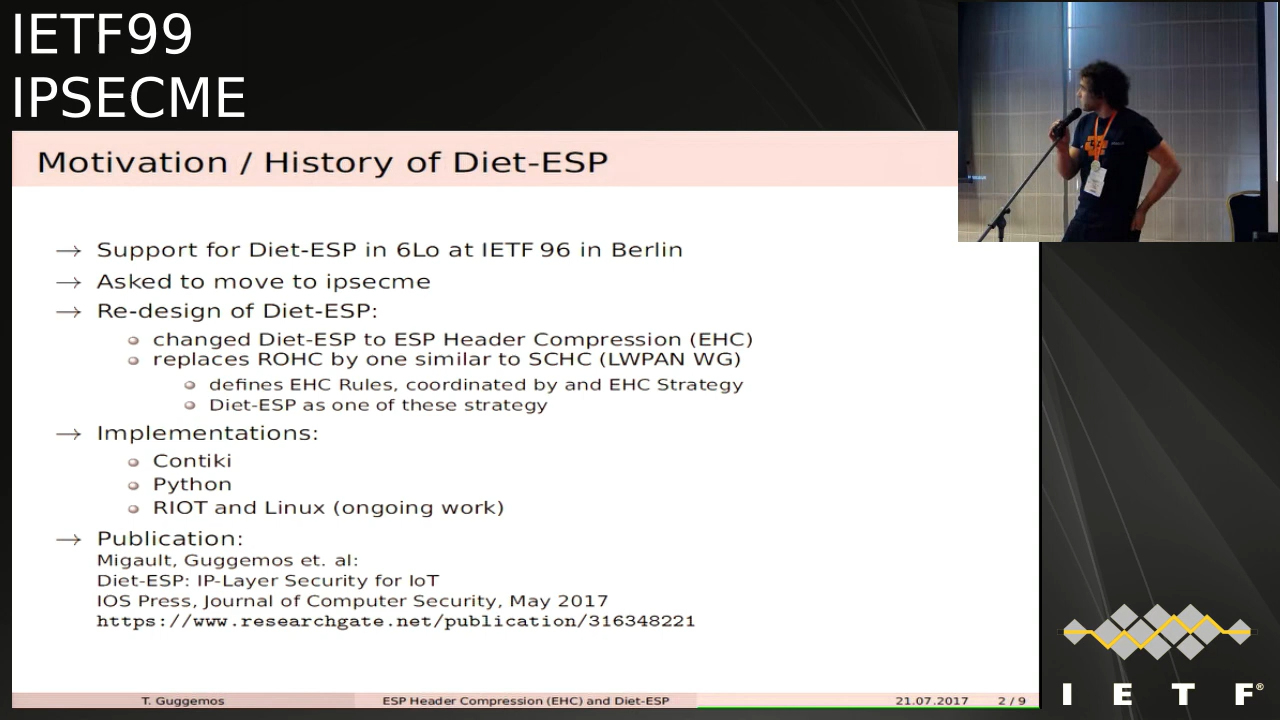 IETF99
IPSECME
Motivation / History of Diet-ESP
→ Support for Diet-ESP in 6Lo at IETF 96 in Berlin
→ Asked to move to ipsecme
→ Re-design of Diet-ESP:
changed Diet-ESP to ESP Header Compression (EHC)
replaces ROHC by one similar to SCHC (LWPAN WG)
defines EHC Rules, coordinated by and EHC Strategy
Diet-ESP as one of these strategy
→ Implementations:
Contiki
Python
RIOT and Linux (ongoing work)
→ Publication:
Migault, Guggemos et. al:
Diet-ESP: IP-Layer Security for IoT
IOS Press, Journal of Computer Security, May 2017
https://www.researchgate.net/publication/316348221
T. Guggemos
ESP Header Compression (EHC) and Diet-ESP
21.07.2017
2 / 9
I E T F®